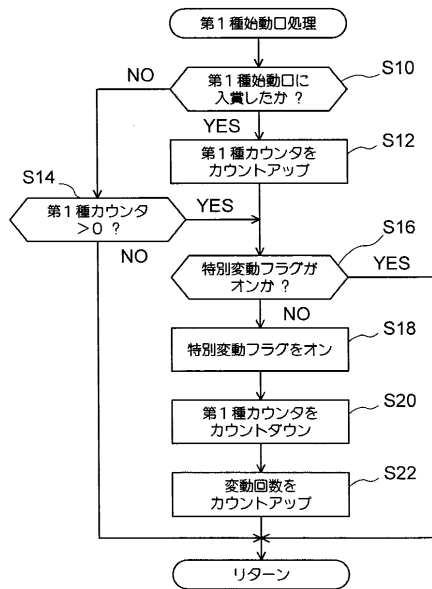 第1種始動口処理
NO
第1種始動口に
入賞したか ?
S10
YES
第1種カウンタを
カウントアップ
S12
S14
第1種カウンタ
>0 ?
YES
NO
特別変動フラグが
オンか ?
S16
YES
NO
特別変動フラグをオン
S18
第1種カウンタを
カウントダウン
S20
変動回数を
カウントアップ
S22
リターン